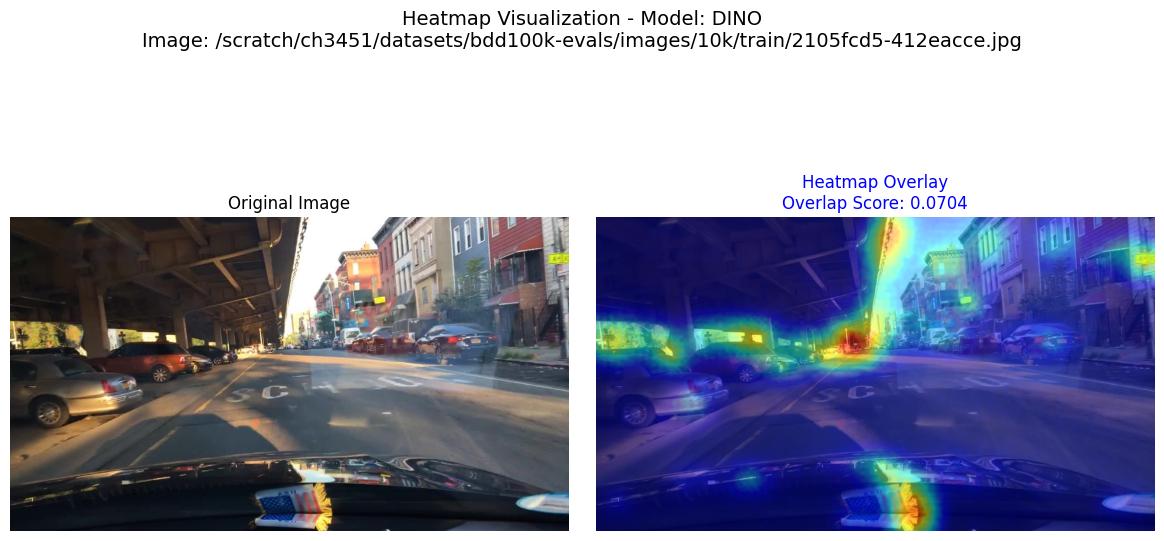 Heatmap Visualization - Model: DINO
Image: /scratch/ch3451/datasets/bdd100k-evals/images/10k/train/2105fcd5-412eacce.jpg
Original Image
Heatmap Overlay
Overlap Score: 0.0704